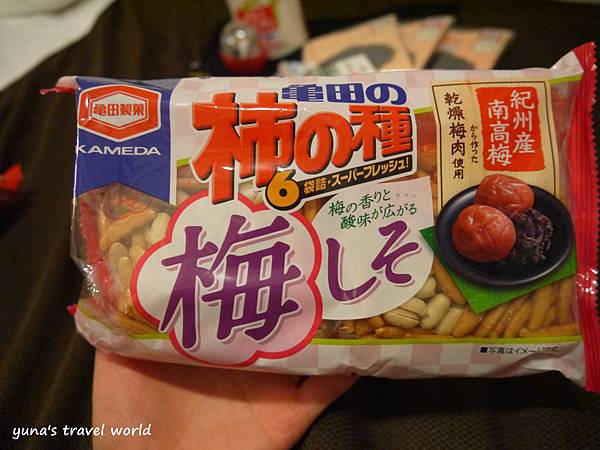 亀田製菓
KAMEDA
亀田の
柿の種
6袋詰・スーパーフレッシュ!
梅の香りと
酸味が広がる
梅しそ
紀州産
南高梅
から作った
乾燥梅肉使用
■写真はイメージです。
yuna's travel world